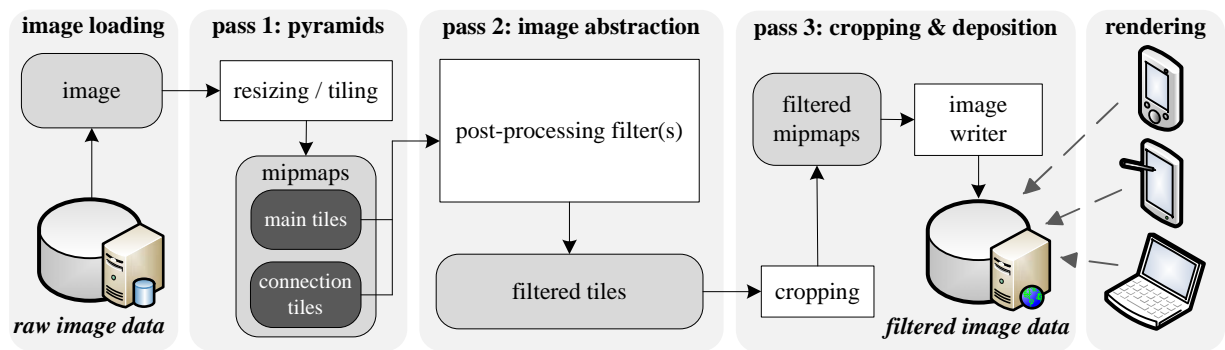 image loading
image
raw image data
pass 1: pyramids
resizing / tiling
mipmaps
main tiles
connection
tiles
pass 2: image abstraction
post-processing filter(s)
filtered tiles
pass 3: cropping & deposition
filtered
mipmaps
image
writer
cropping
filtered image data
rendering